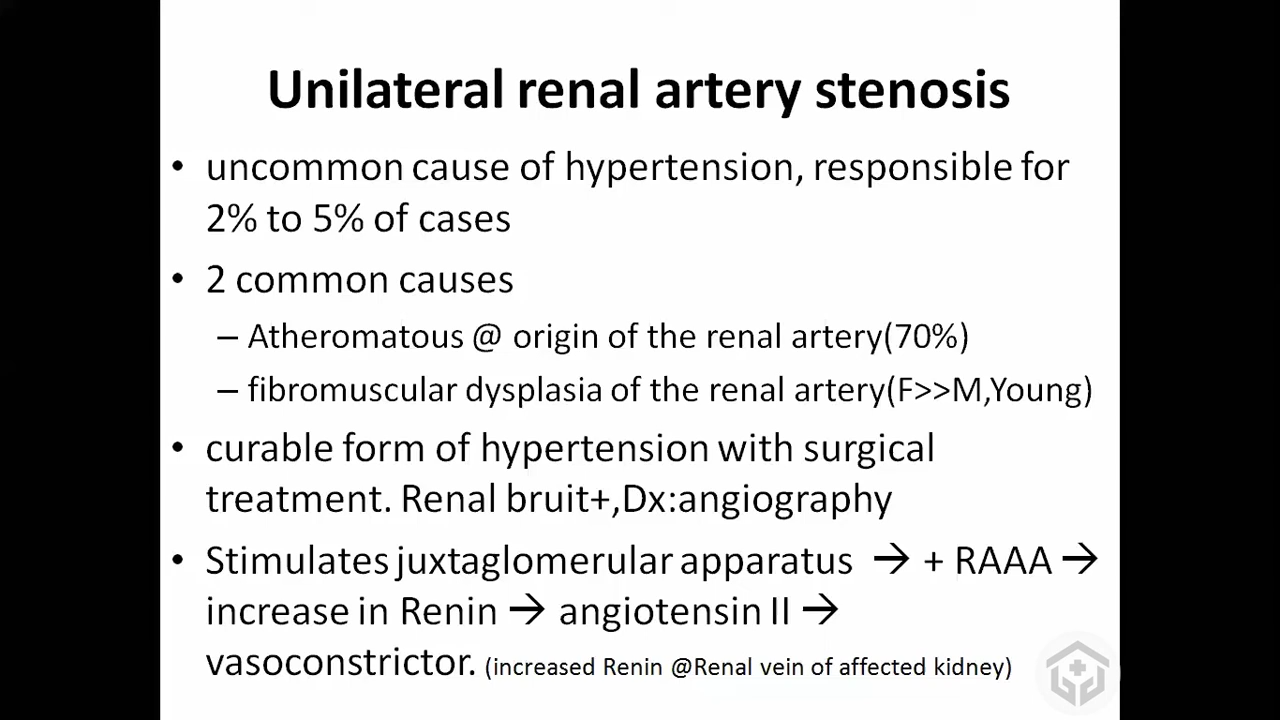 Unilateral renal artery stenosis
• uncommon cause of hypertension, responsible for
2% to 5% of cases
• 2 common causes
– Atheromatous @ origin of the renal artery(70%)
– fibromuscular dysplasia of the renal artery(F>>M,Young)
• curable form of hypertension with surgical
treatment. Renal bruit+,Dx:angiography
• Stimulates juxtaglomerular apparatus → + RAAA →
increase in Renin → angiotensin II →
vasoconstrictor. (increased Renin @Renal vein of affected kidney)